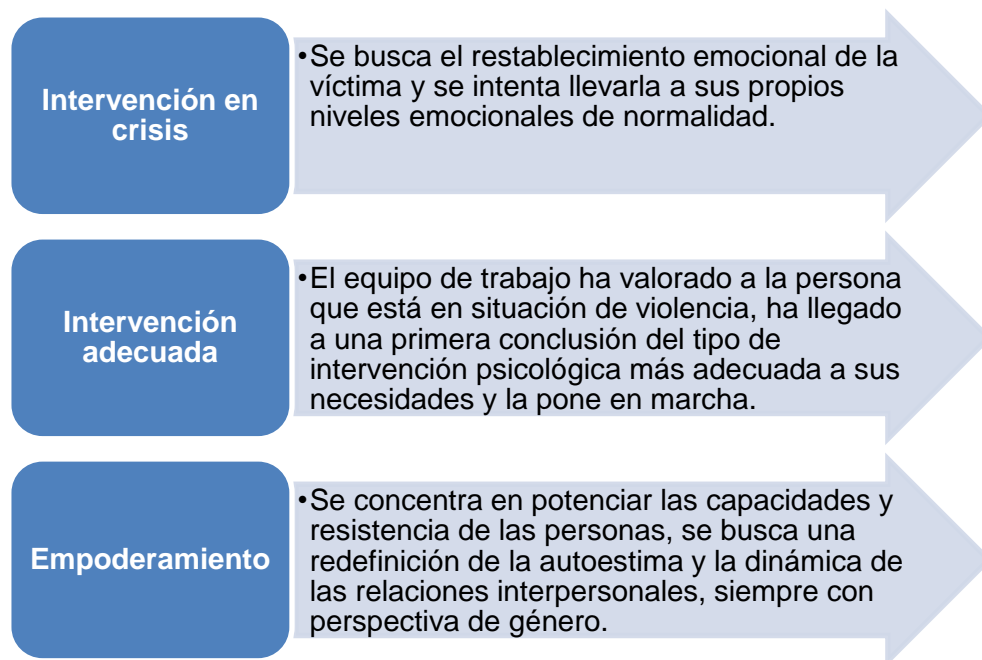 Intervención en
crisis
•Se busca el restablecimiento emocional de la
víctima y se intenta llevarla a sus propios
niveles emocionales de normalidad.
Intervención
adecuada
•El equipo de trabajo ha valorado a la persona
que está en situación de violencia, ha llegado
a una primera conclusión del tipo de
intervención psicológica más adecuada a sus
necesidades y la pone en marcha.
Empoderamiento
•Se concentra en potenciar las capacidades y
resistencia de las personas, se busca una
redefinición de la autoestima y la dinámica de
las relaciones interpersonales, siempre con
perspectiva de género.